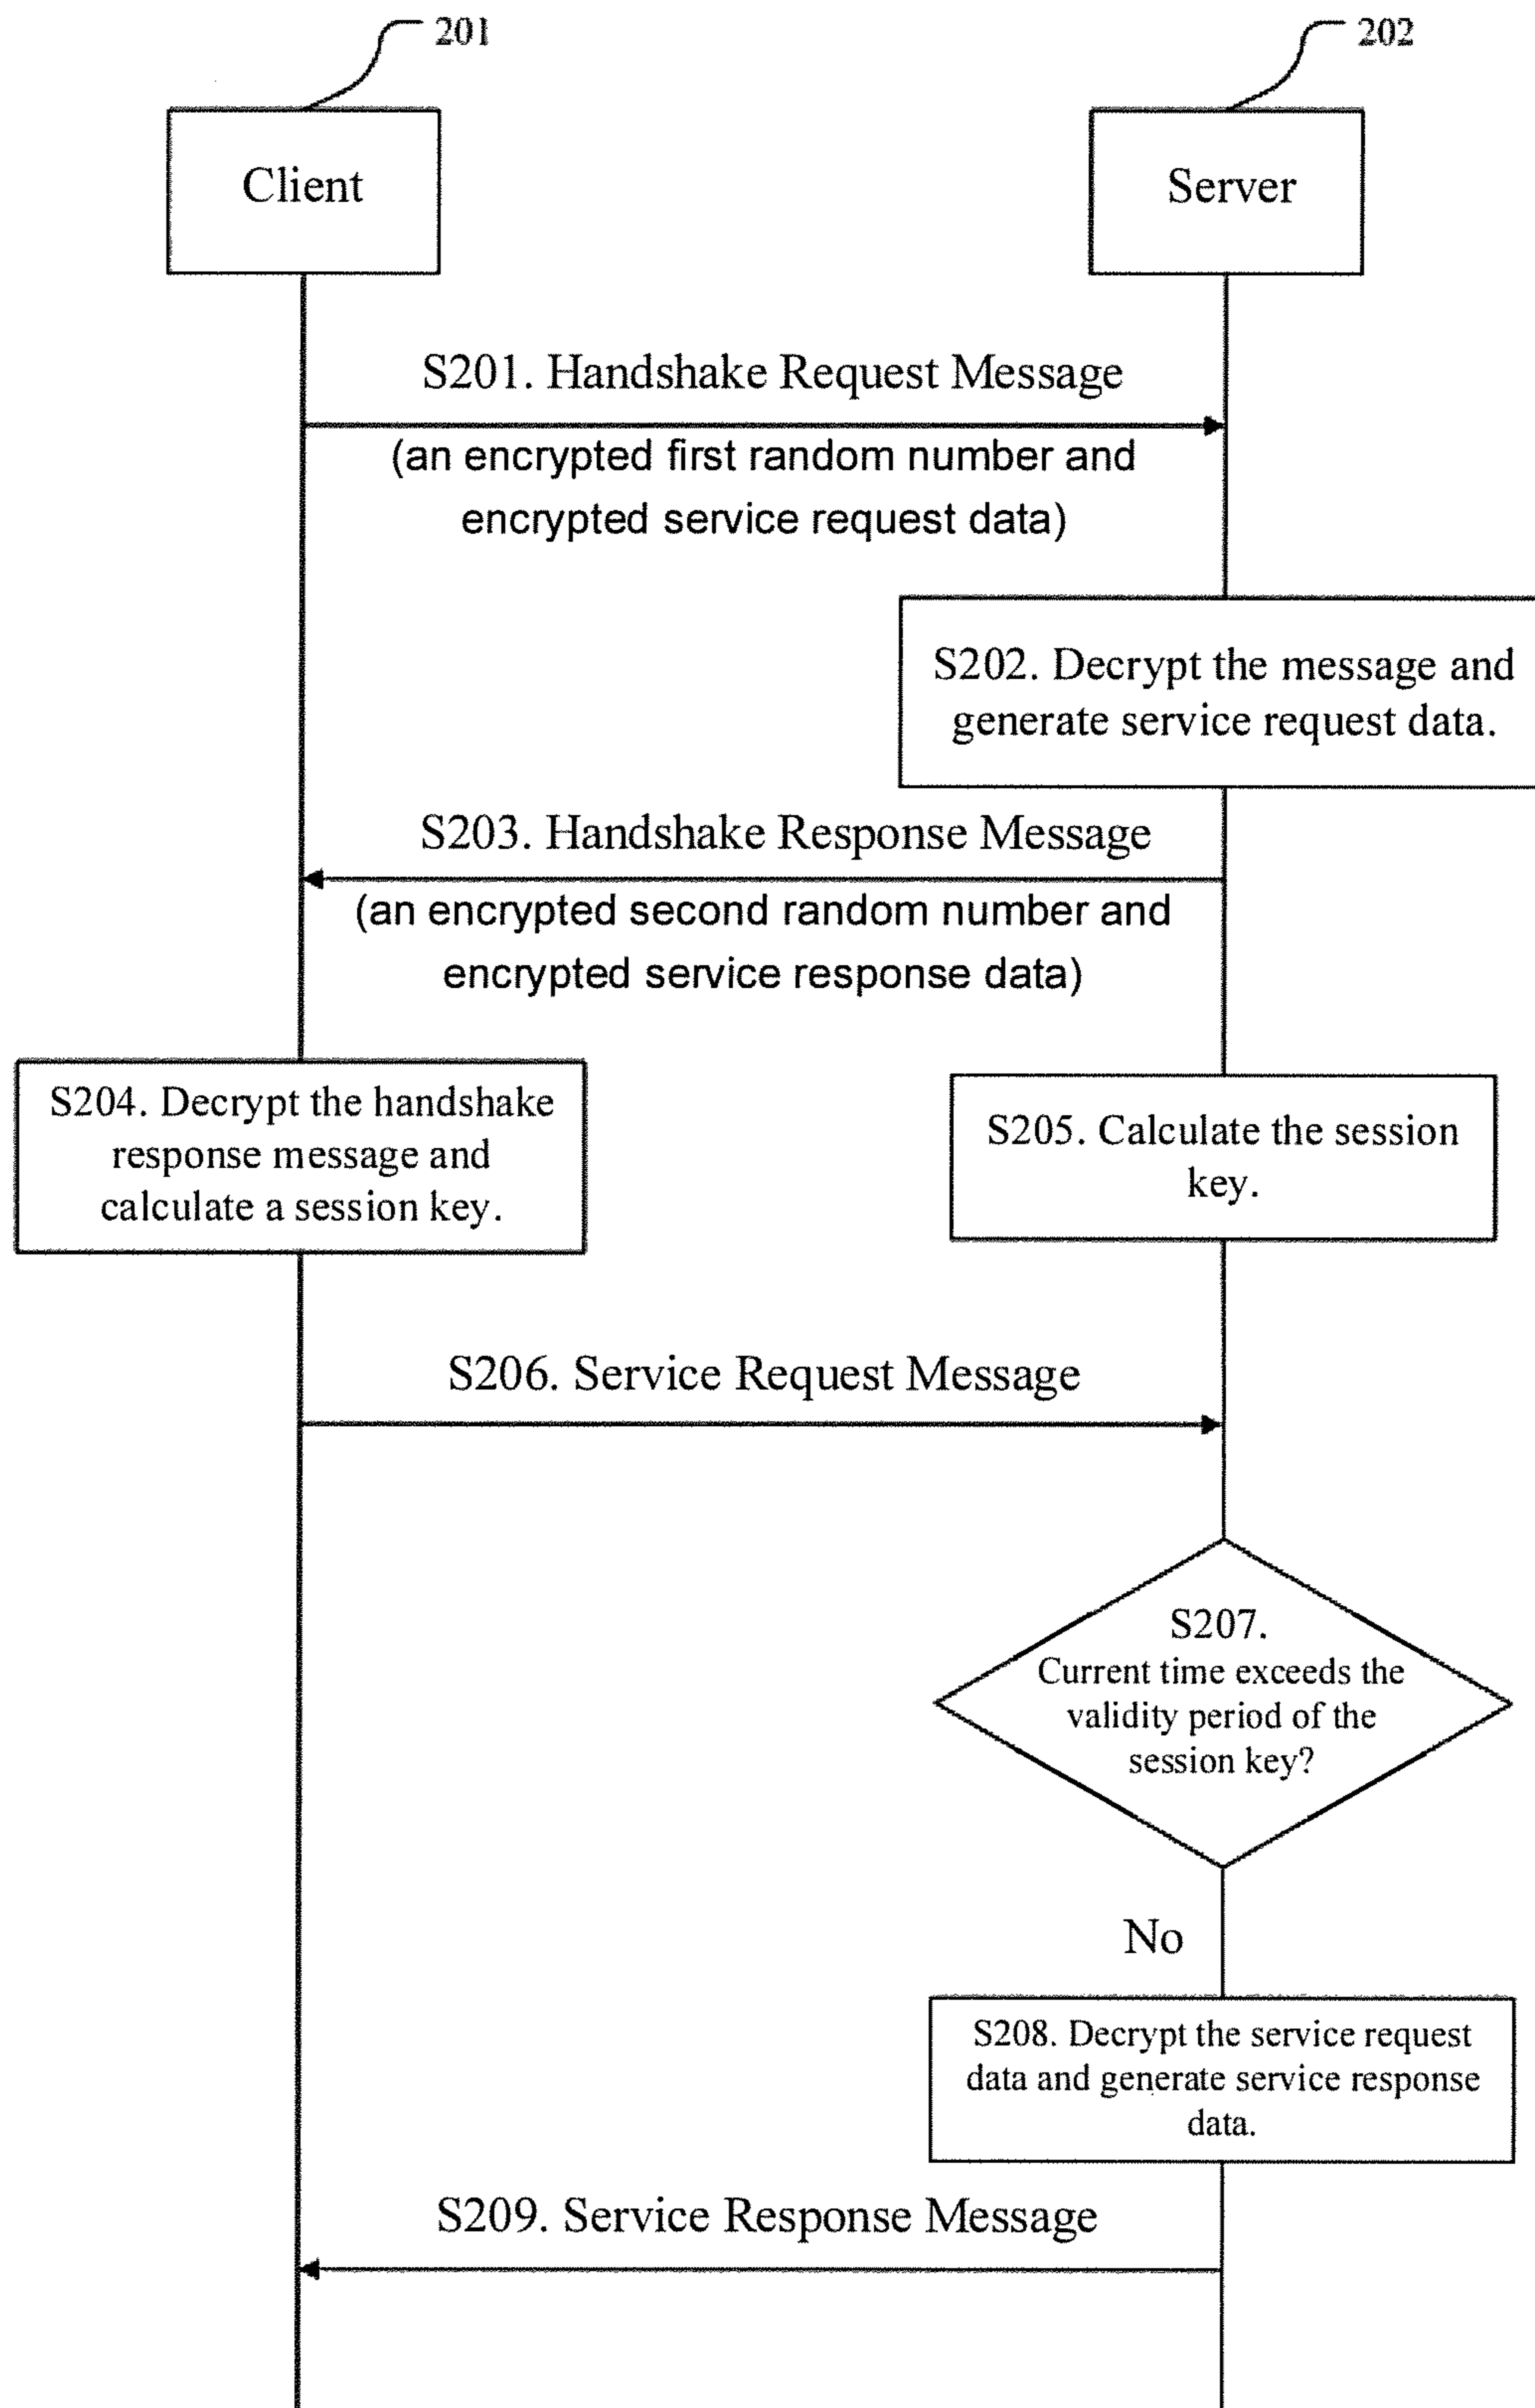 201
202
Client
Server
S201. Handshake Request Message
(an encrypted first random number and
encrypted service request data)
S202. Decrypt the message and
generate service request data.
S203. Handshake Response Message
(an encrypted second random number and
encrypted service response data)
S204. Decrypt the handshake
response message and
calculate a session key.
S205. Calculate the session
key.
S206. Service Request Message
S207.
Current time exceeds the
validity period of the
session key?
No
S208. Decrypt the service request
data and generate service response
data.
S209. Service Response Message